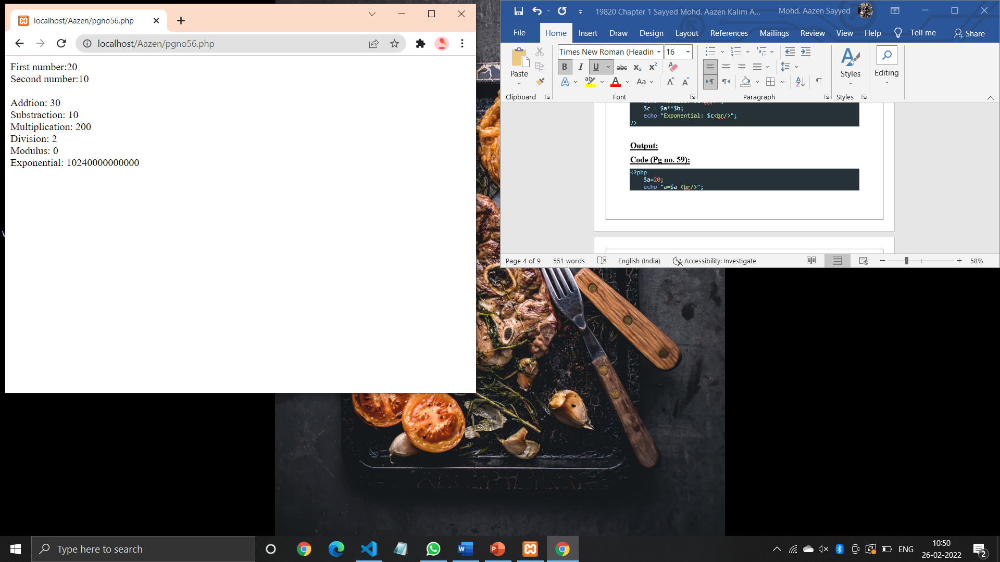 localhost/Aazen/pgno56.php
localhost/Aazen/pgno56.php
First number:20
Second number:10
Addtion: 30
Substraction: 10
Multiplication: 200
Division: 2
Modulus: 0
Exponential: 10240000000000
19820 Chapter 1 Sayyed Mohd. Aazen Kalim A...
Mohd. Aazen Sayyed
File Home Insert Draw Design Layout References Mailings Review View Help Tell me Share
Times New Roman (Headin 16
Paste
B I U abc X₂ X²
A Aa A A
Styles
Editing
Clipboard Font Paragraph Styles
$c = $a**$b;
echo "Exponential: $c<br/>";
?>
Output:
Code (Pg no. 59):
<?php
$a=20;
echo "a=$a <br/>";
Page 4 of 9 551 words English (India) Accessibility: Investigate 58%
Type here to search
ENG
10:50
26-02-2022
2